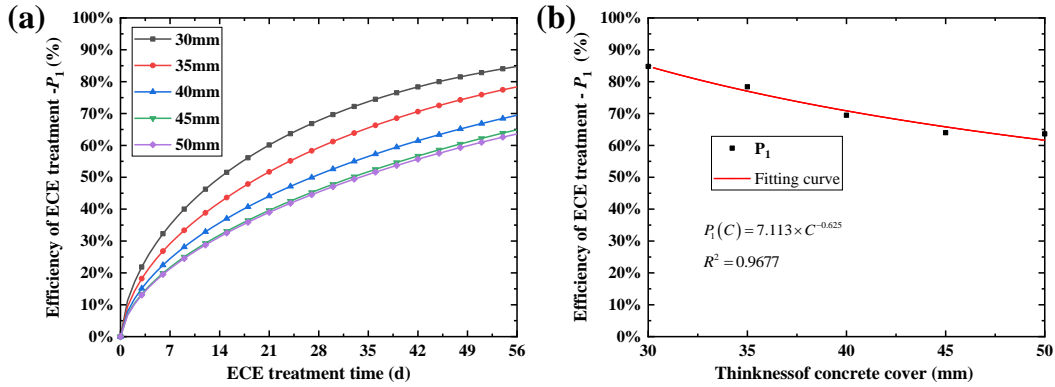 (a)
Efficiency of ECE treatment -P₁ (%)
100%
90%
80%
70%
60%
50%
40%
30%
20%
10%
0%
30mm
35mm
40mm
45mm
50mm
0 7 14 21 28 35 42 49 56
ECE treatment time (d)
(b)
Efficiency of ECE treatment - P₁ (%)
100%
90%
80%
70%
60%
50%
40%
30%
20%
10%
0%
P₁
Fitting curve
P₁(C) = 7.113×C^−0.625
R² = 0.9677
30 35 40 45 50
Thinknessof concrete cover (mm)